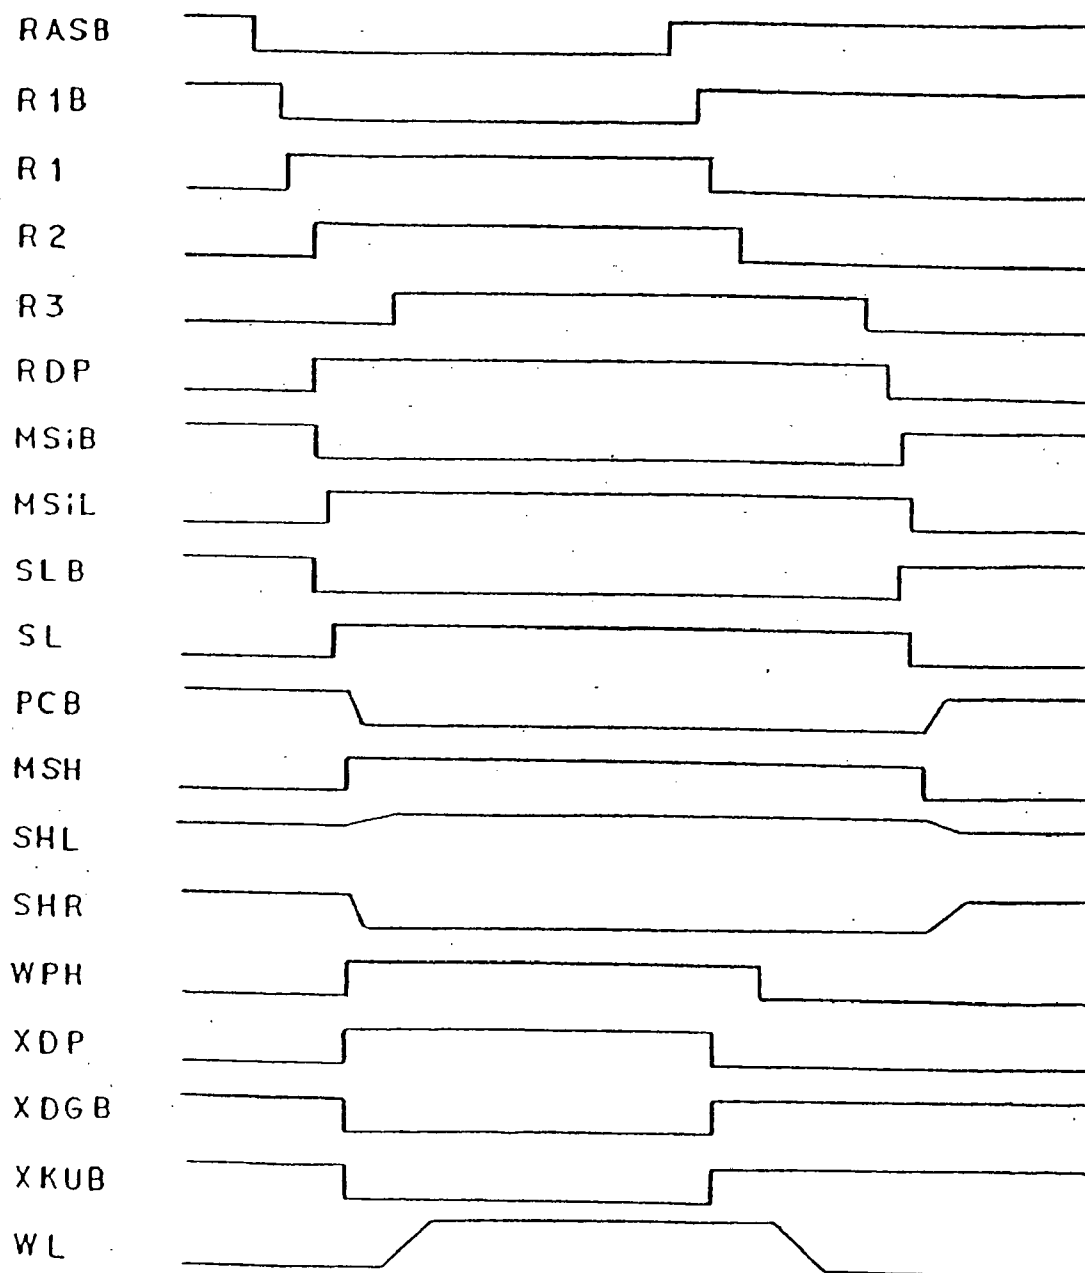 RASB
R1B
R1
R2
R3
RDP
MSiB
MSiL
SLB
SL
PCB
MSH
SHL
SHR
WPH
XDP
XDGB
XKUB
WL